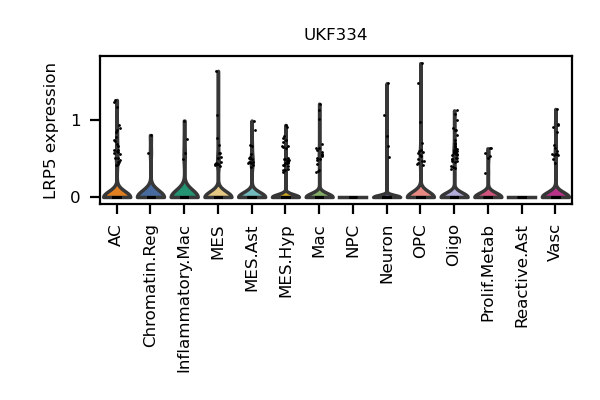 UKF334
LRP5 expression
1
0
AC
Chromatin.Reg
Inflammatory.Mac
MES
MES.Ast
MES.Hyp
Mac
NPC
Neuron
OPC
Oligo
Prolif.Metab
Reactive.Ast
Vasc